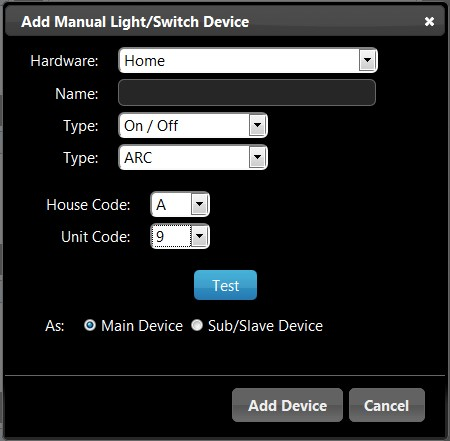 Add Manual Light/Switch Device
Hardware: Home
Name:
Type: On / Off
Type: ARC
House Code: A
Unit Code: 9
Test
As: Main Device Sub/Slave Device
Add Device Cancel